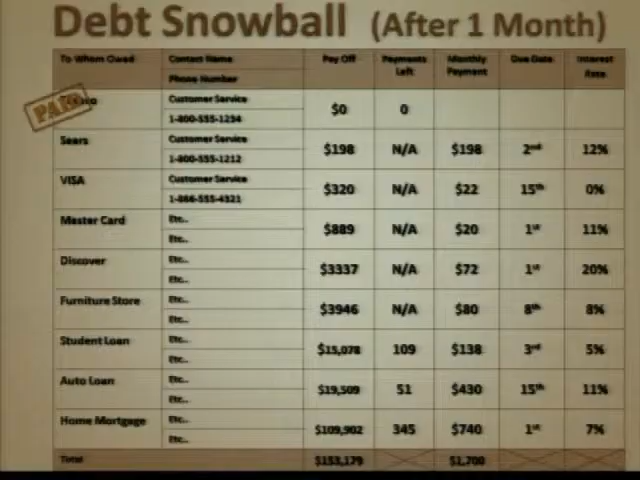 Debt Snowball (After 1 Month)
To Whom Owed Contact Name Phone Number Pay Off Payments Left Monthly Payment Due Date Interest Rate
PAID Customer Service $0 0
1-800-555-1234
Sears Customer Service $198 N/A $198 2nd 12%
1-800-555-1212
VISA Customer Service $320 N/A $22 15th 0%
1-866-555-4321
Master Card Etc.. $889 N/A $20 1st 11%
Etc..
Discover Etc.. $3337 N/A $72 1st 20%
Etc..
Furniture Store Etc.. $3946 N/A $80 8th 8%
Etc..
Student Loan Etc.. $15,078 109 $138 3rd 5%
Etc..
Auto Loan Etc.. $19,509 51 $430 15th 11%
Etc..
Home Mortgage Etc.. $109,902 345 $740 1st 7%
Etc..
Total $153,179 $1,700